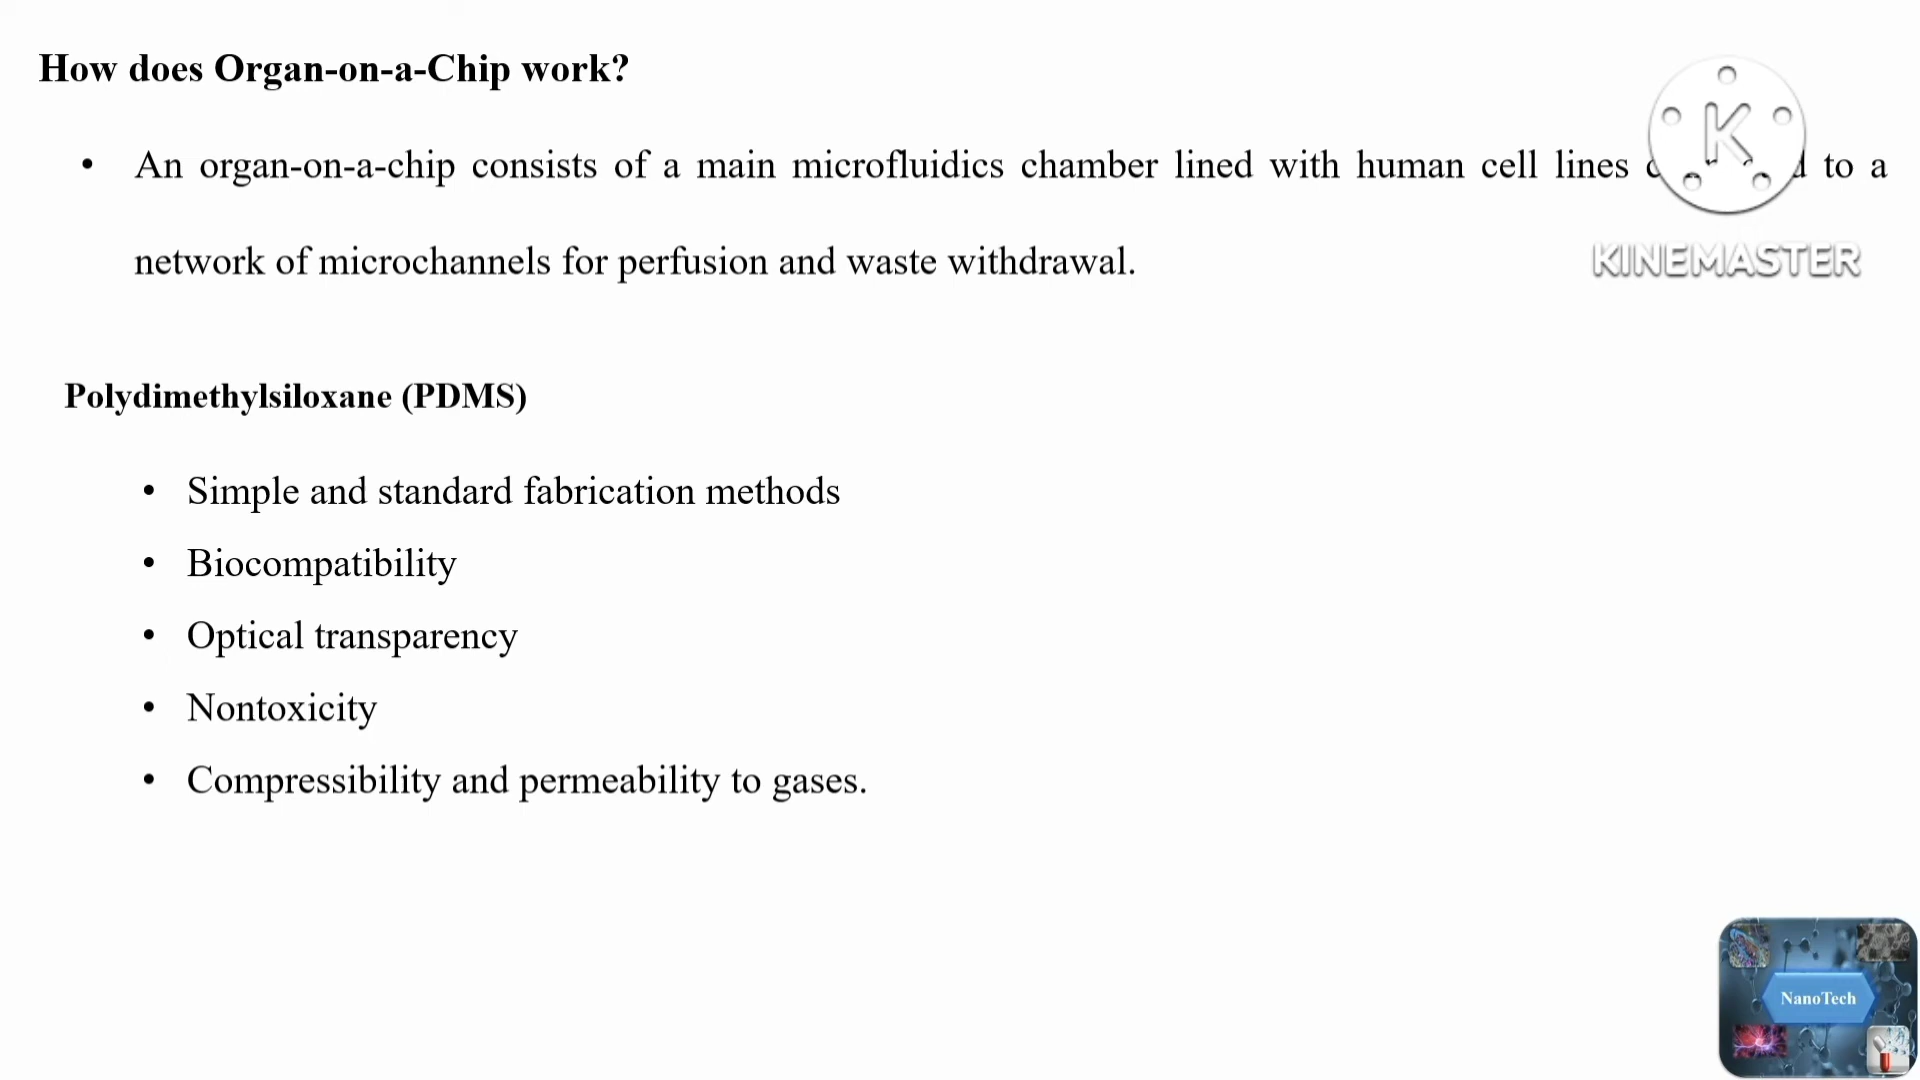 How does Organ-on-a-Chip work?
• An organ-on-a-chip consists of a main microfluidics chamber lined with human cell lines to a
network of microchannels for perfusion and waste withdrawal.
KINEMASTER
Polydimethylsiloxane (PDMS)
• Simple and standard fabrication methods
• Biocompatibility
• Optical transparency
• Nontoxicity
• Compressibility and permeability to gases.
NanoTech